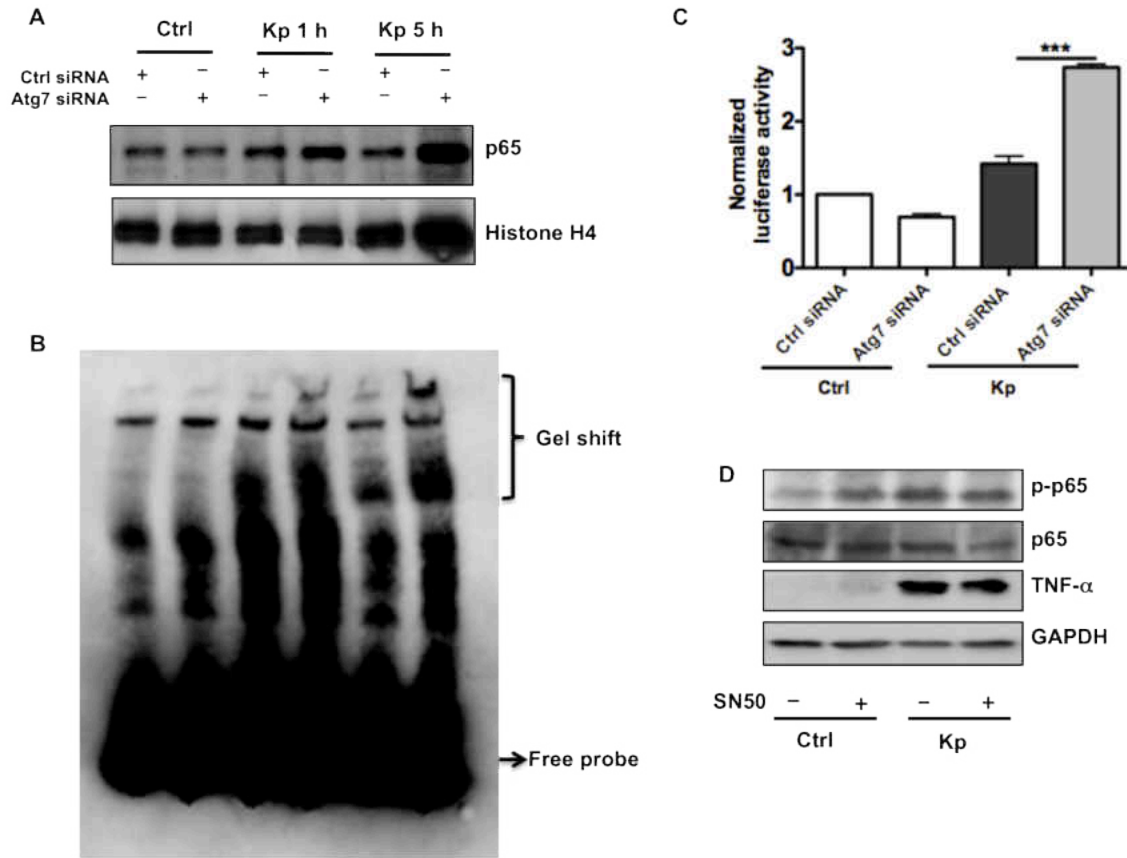 A
Ctrl Kp 1 h Kp 5 h
Ctrl siRNA + – + – + –
Atg7 siRNA – + – + – +
p65
Histone H4
B
Gel shift
Free probe
C
Normalized
luciferase activity
3
2
1
0
***
Ctrl siRNA
Atg7 siRNA
Ctrl siRNA
Atg7 siRNA
Ctrl Kp
D
p-p65
p65
TNF-α
GAPDH
SN50 – + – +
Ctrl Kp